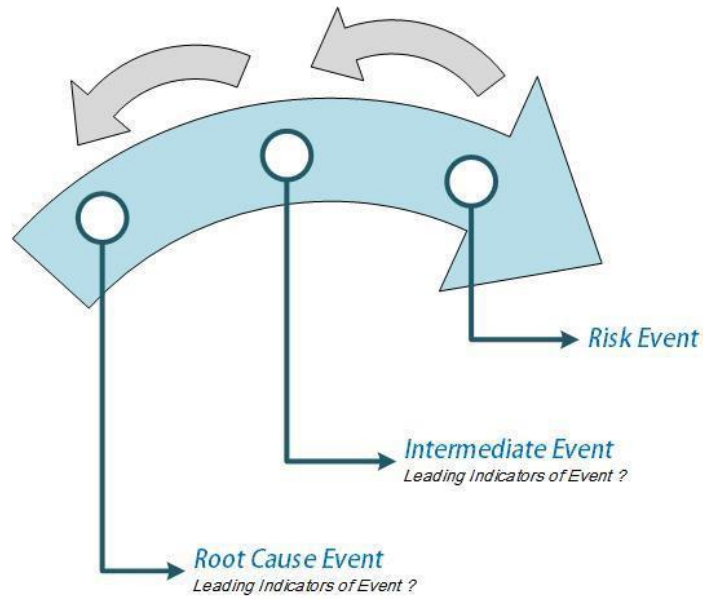 Risk Event
Intermediate Event
Leading Indicators of Event ?
Root Cause Event
Leading Indicators of Event ?